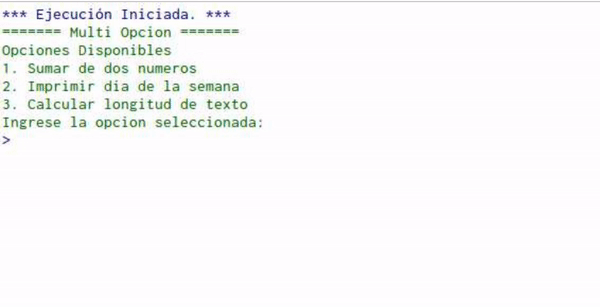 *** Ejecución Iniciada. ***
======= Multi Opcion =======
Opciones Disponibles
1. Sumar de dos numeros
2. Imprimir dia de la semana
3. Calcular longitud de texto
Ingrese la opcion seleccionada:
>